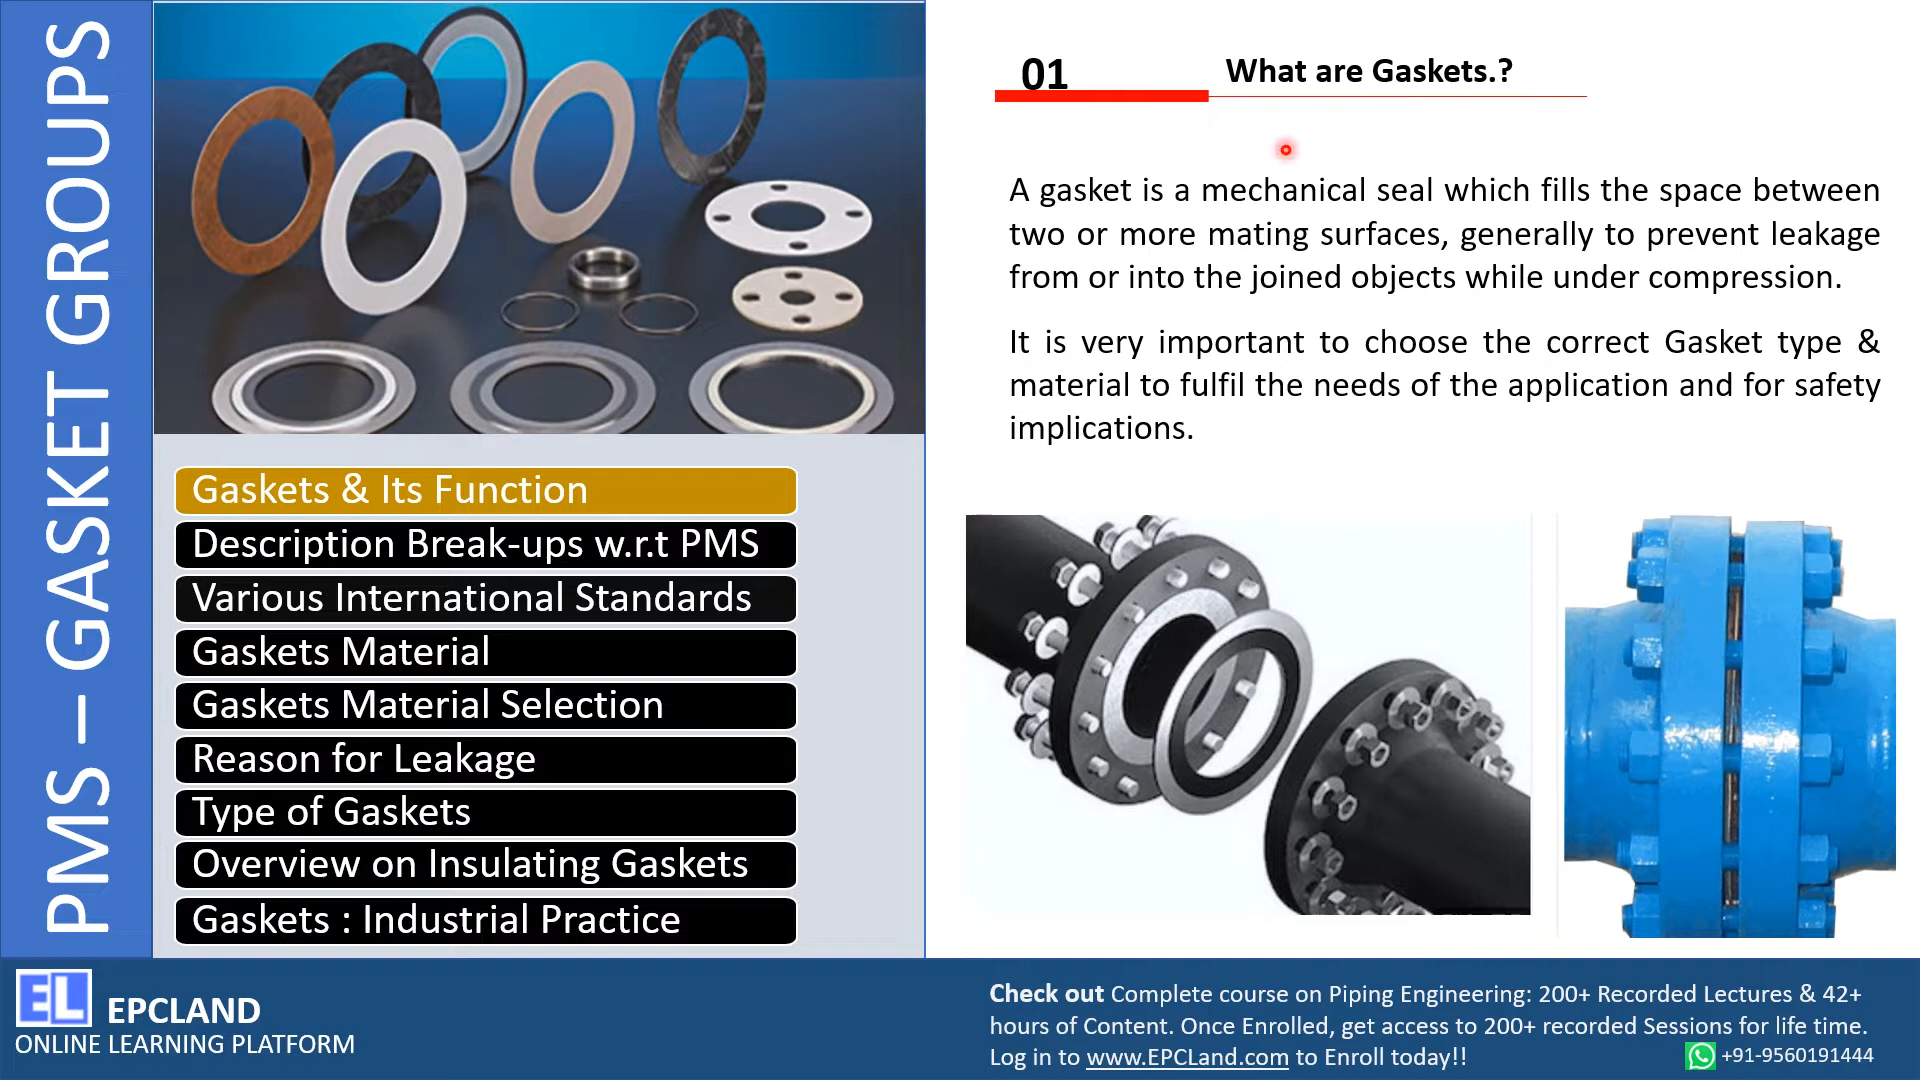 PMS – GASKET GROUPS
Gaskets & Its Function
Description Break-ups w.r.t PMS
Various International Standards
Gaskets Material
Gaskets Material Selection
Reason for Leakage
Type of Gaskets
Overview on Insulating Gaskets
Gaskets : Industrial Practice
01
What are Gaskets.?
A gasket is a mechanical seal which fills the space between
two or more mating surfaces, generally to prevent leakage
from or into the joined objects while under compression.
It is very important to choose the correct Gasket type &
material to fulfil the needs of the application and for safety
implications.
EL
EPCLAND
ONLINE LEARNING PLATFORM
Check out Complete course on Piping Engineering: 200+ Recorded Lectures & 42+
hours of Content. Once Enrolled, get access to 200+ recorded Sessions for life time.
Log in to www.EPCLand.com to Enroll today!!
+91-9560191444